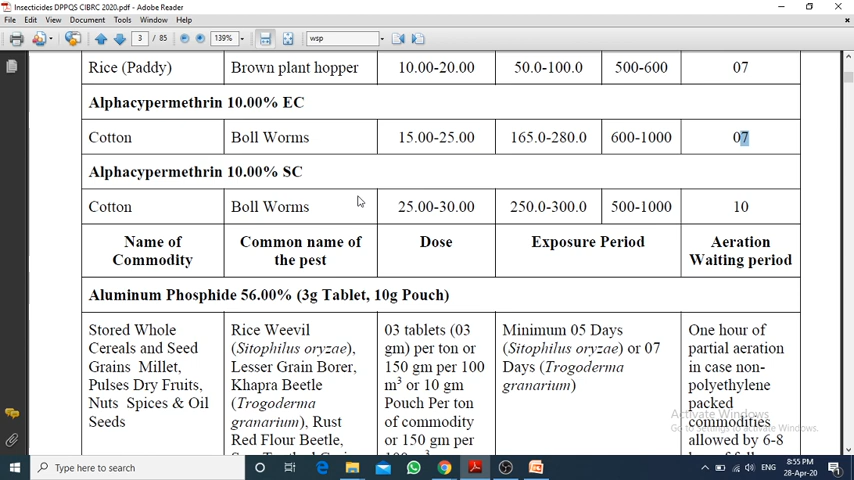 Insecticides DPPQS CIBRC 2020.pdf - Adobe Reader
File Edit View Document Tools Window Help
3 / 85 139% wsp
Rice (Paddy) Brown plant hopper 10.00-20.00 50.0-100.0 500-600 07
Alphacypermethrin 10.00% EC
Cotton Boll Worms 15.00-25.00 165.0-280.0 600-1000 07
Alphacypermethrin 10.00% SC
Cotton Boll Worms 25.00-30.00 250.0-300.0 500-1000 10
Name of Common name of Dose Exposure Period Aeration
Commodity the pest Waiting period
Aluminum Phosphide 56.00% (3g Tablet, 10g Pouch)
Stored Whole Rice Weevil 03 tablets (03 Minimum 05 Days One hour of
Cereals and Seed (Sitophilus oryzae), gm) per ton or (Sitophilus oryzae) or 07 partial aeration
Grains Millet, Lesser Grain Borer, 150 gm per 100 Days (Trogoderma in case non-
Pulses Dry Fruits, Khapra Beetle m3 or 10 gm granarium) polyethylene
Nuts Spices & Oil (Trogoderma Pouch Per ton packed
Seeds granarium), Rust of commodity commodities
Red Flour Beetle, or 150 gm per allowed by 6-8
Activate Windows
Go to Settings to activate Windows.
Type here to search
ENG 8:55 PM
28-Apr-20